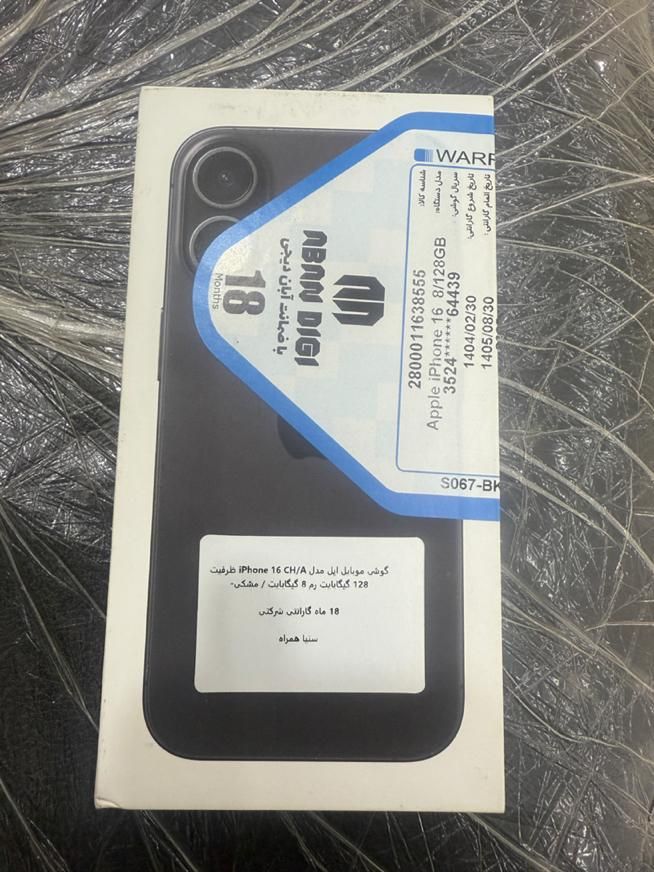 WARR
شناسه کالا:
2800011638555
مدل دستگاه:
Apple iPhone 16 8/128GB
سریال گوشی:
3524******64439
تاریخ شروع گارانتی:
1404/02/30
تاریخ اتمام گارانتی:
1405/08/30
S067-BK
ABAN DIGI
با ضمانت آبان دیجی
18
Months
گوشی موبایل اپل مدل iPhone 16 CH/A ظرفیت
128 گیگابایت رم 8 گیگابایت / مشکی-
18 ماه گارانتی شرکتی
سنیا همراه